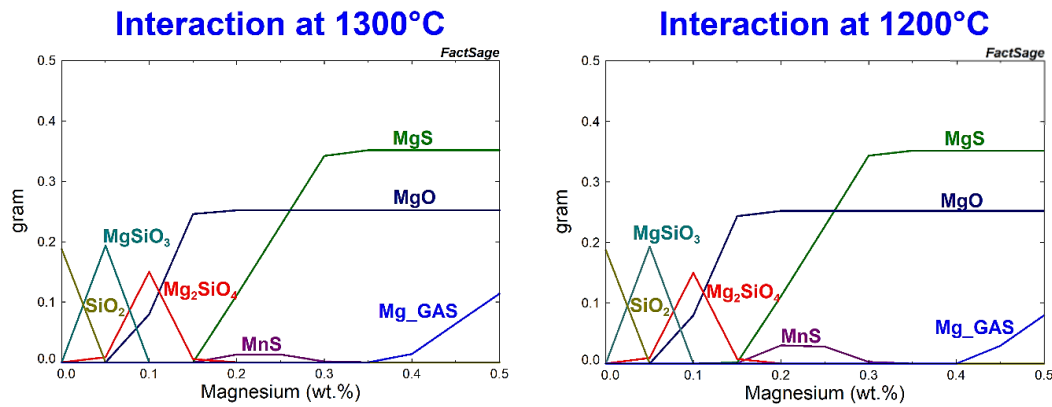 Interaction at 1300°C
FactSage
0.5
0.4
0.3
0.2
0.1
0.0
gram
MgS
MgO
MgSiO₃
SiO₂
Mg₂SiO₄
MnS
Mg_GAS
0.0 0.1 0.2 0.3 0.4 0.5
Magnesium (wt.%)
Interaction at 1200°C
FactSage
0.5
0.4
0.3
0.2
0.1
0.0
gram
MgS
MgO
MgSiO₃
SiO₂
Mg₂SiO₄
MnS
Mg_GAS
0.0 0.1 0.2 0.3 0.4 0.5
Magnesium (wt.%)